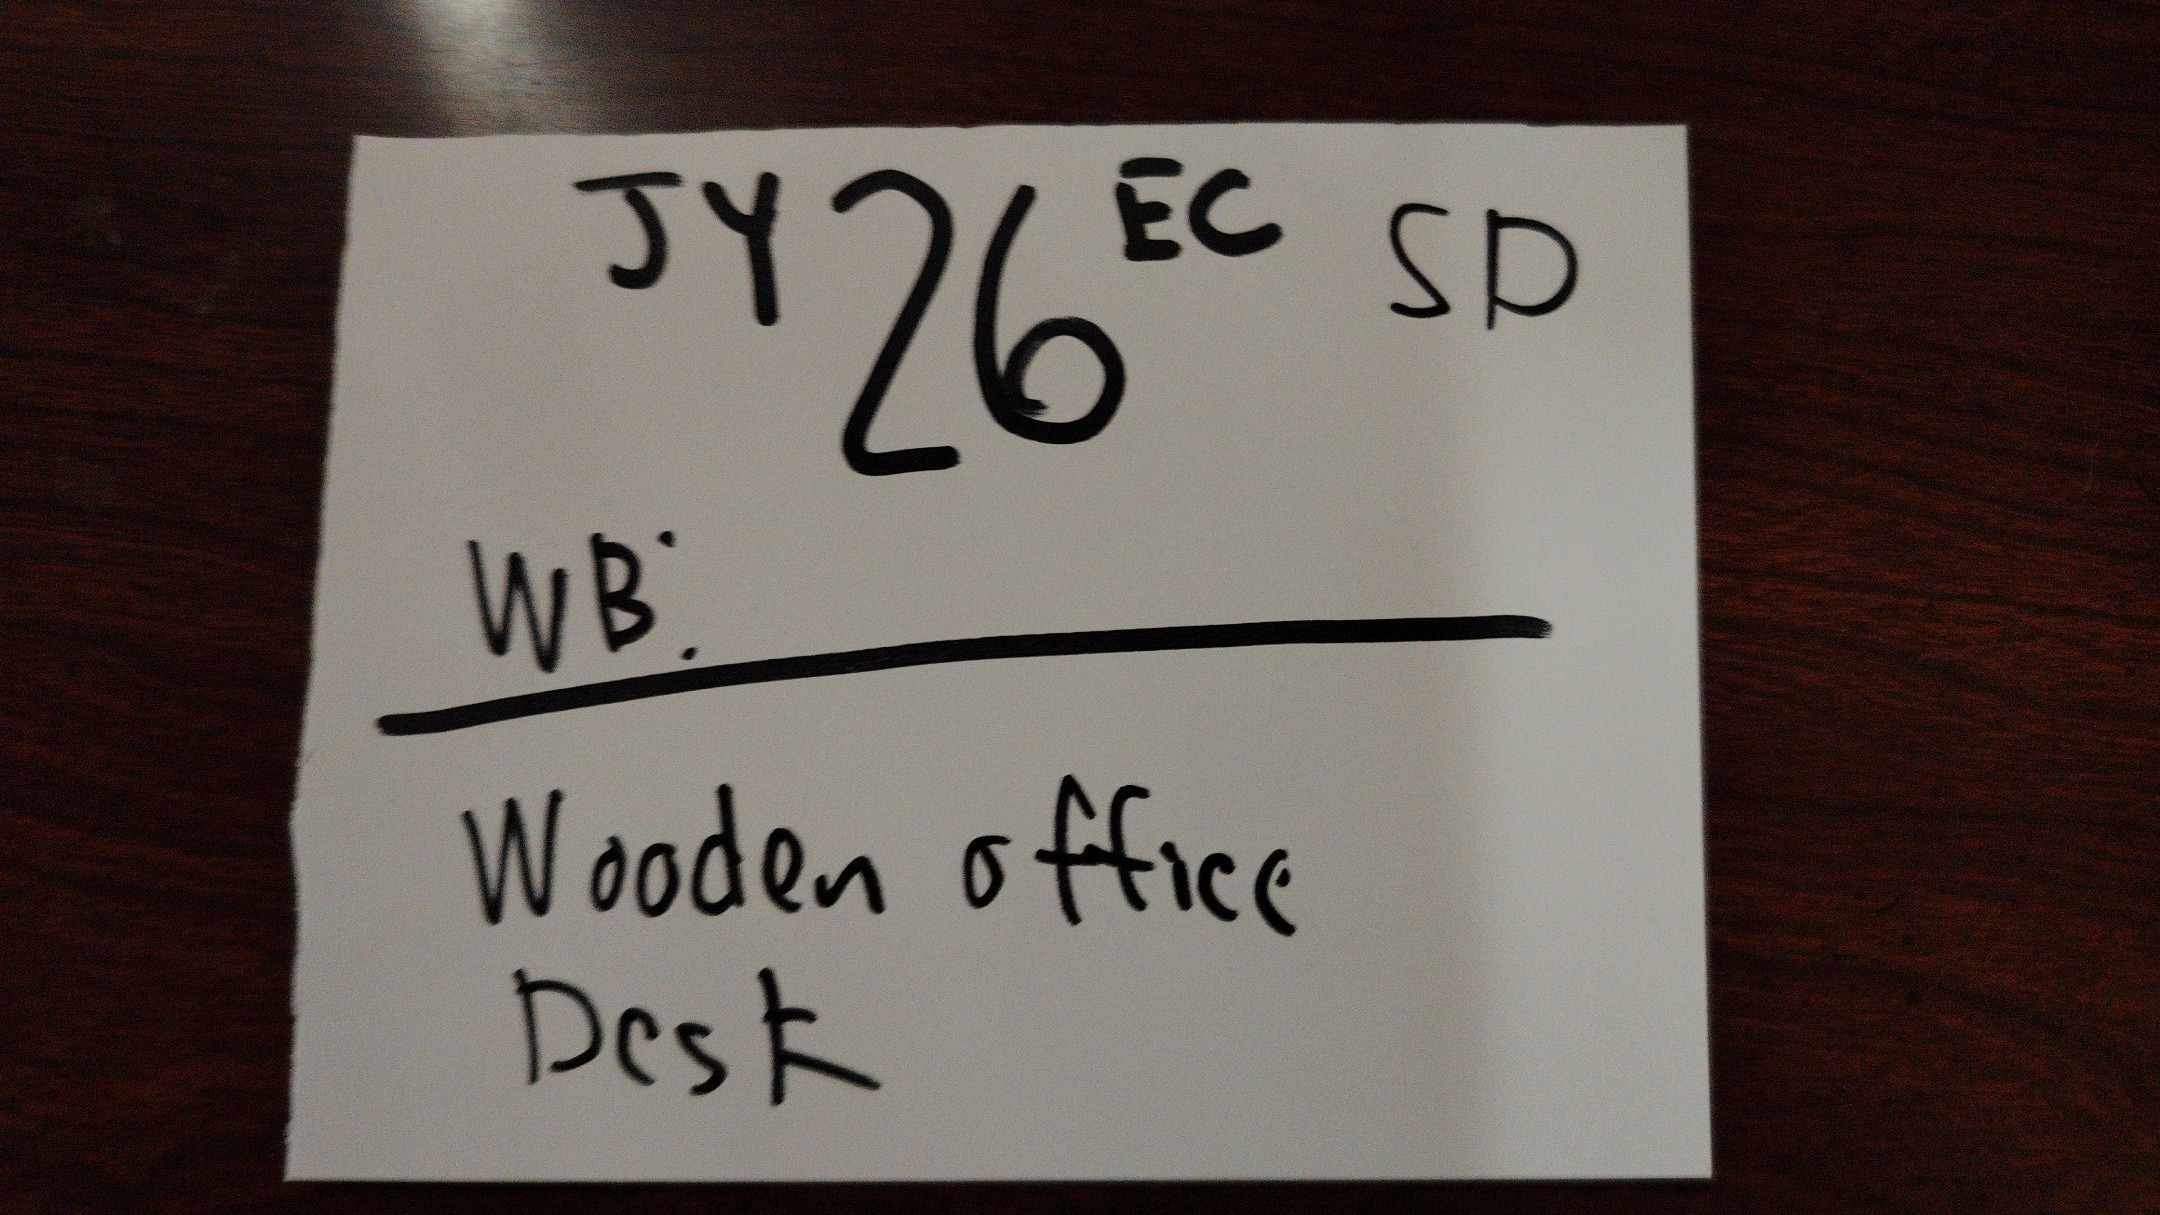 JY 26 EC SD
WB:
Wooden office
Desk